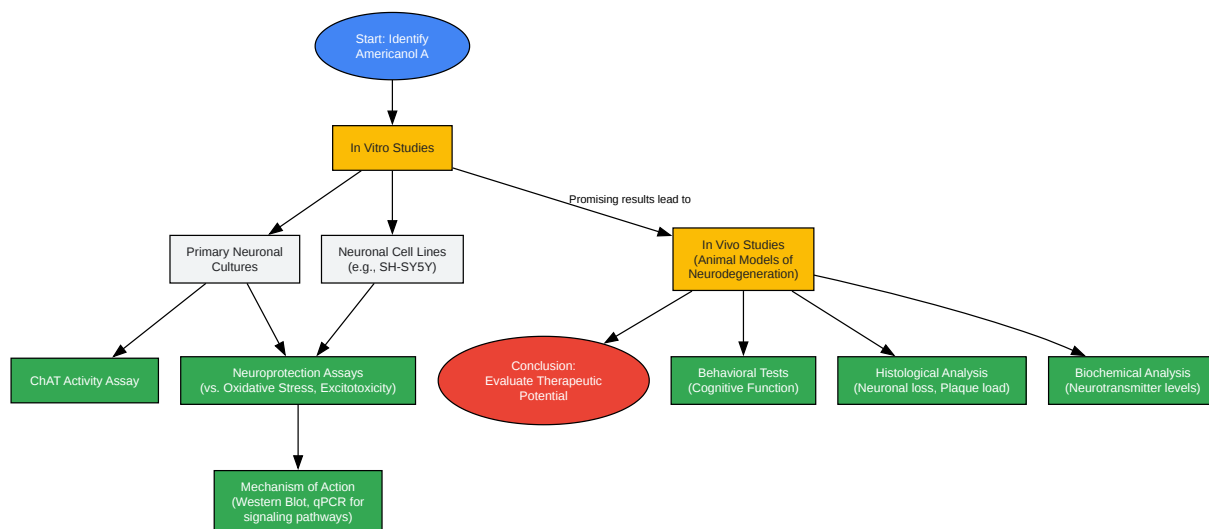 Start: Identify
Americanol A
In Vitro Studies
Promising results lead to
Primary Neuronal
Cultures
Neuronal Cell Lines
(e.g., SH-SY5Y)
In Vivo Studies
(Animal Models of
Neurodegeneration)
ChAT Activity Assay
Neuroprotection Assays
(vs. Oxidative Stress, Excitotoxicity)
Conclusion:
Evaluate Therapeutic
Potential
Behavioral Tests
(Cognitive Function)
Histological Analysis
(Neuronal loss, Plaque load)
Biochemical Analysis
(Neurotransmitter levels)
Mechanism of Action
(Western Blot, qPCR for
signaling pathways)